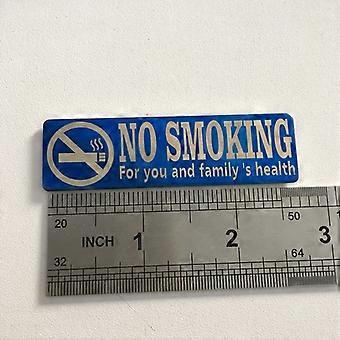 NO SMOKING
For you and family 's health
20 50
INCH 1 2 3
32 64